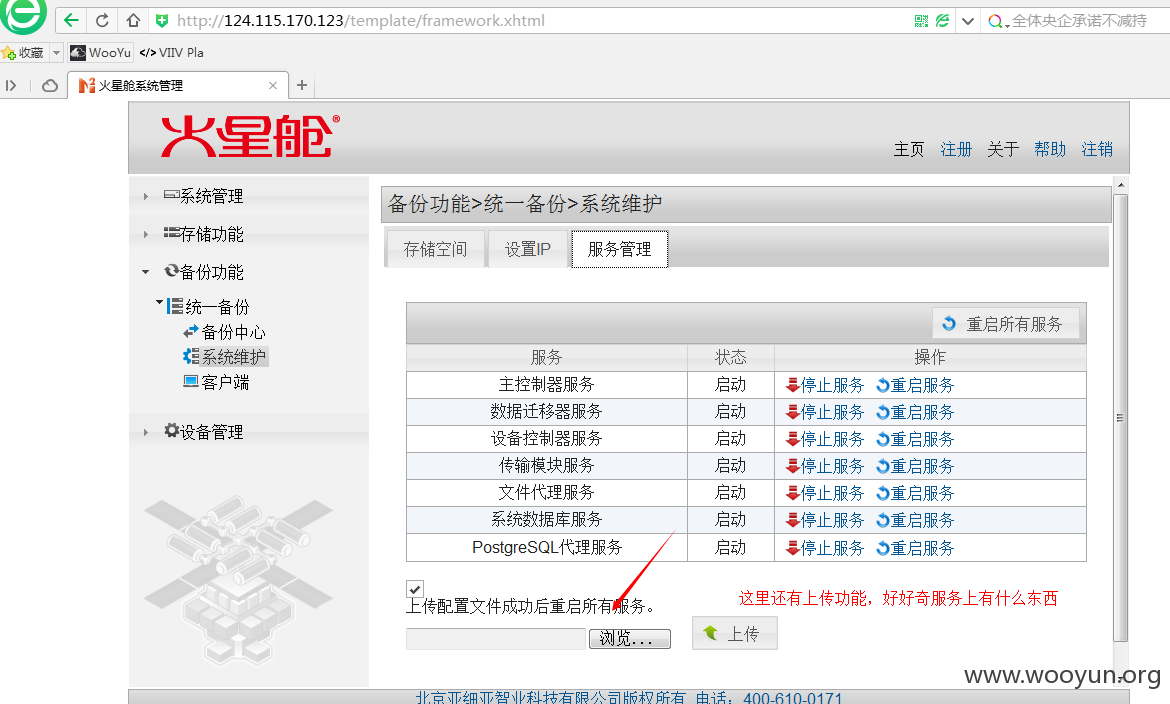 http://124.115.170.123/template/framework.xhtml
全体央企承诺不减持
收藏 WooYu </> VIIV Pla
火星舱系统管理
火星舱®
主页 注册 关于 帮助 注销
系统管理
存储功能
备份功能
统一备份
备份中心
系统维护
客户端
设备管理
备份功能>统一备份>系统维护
存储空间 设置IP 服务管理
重启所有服务
服务 状态 操作
主控制器服务 启动 停止服务 重启服务
数据迁移器服务 启动 停止服务 重启服务
设备控制器服务 启动 停止服务 重启服务
传输模块服务 启动 停止服务 重启服务
文件代理服务 启动 停止服务 重启服务
系统数据库服务 启动 停止服务 重启服务
PostgreSQL代理服务 启动 停止服务 重启服务
上传配置文件成功后重启所有服务。
这里还有上传功能，好好奇服务上有什么东西
浏览... 上传
www.wooyun.org
北京亚细亚智业科技有限公司版权所有 电话：400-610-0171